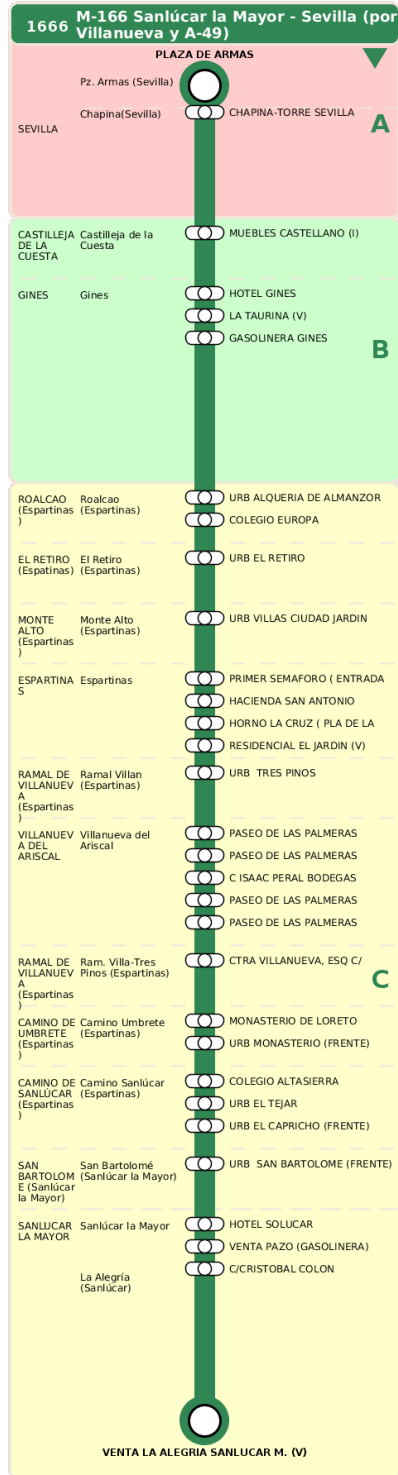 1666 M-166 Sanlúcar la Mayor - Sevilla (por
Villanueva y A-49)
PLAZA DE ARMAS
Pz. Armas (Sevilla)
Chapina(Sevilla) CHAPINA-TORRE SEVILLA
SEVILLA
A
CASTILLEJA
DE LA
CUESTA
Castilleja de la
Cuesta
MUEBLES CASTELLANO (I)
GINES Gines HOTEL GINES
LA TAURINA (V)
GASOLINERA GINES
B
ROALCAO
(Espartinas
)
Roalcao
(Espartinas)
URB ALQUERIA DE ALMANZOR
COLEGIO EUROPA
EL RETIRO
(Espatinas)
El Retiro
(Espartinas)
URB EL RETIRO
MONTE
ALTO
(Espartinas
)
Monte Alto
(Espartinas)
URB VILLAS CIUDAD JARDIN
ESPARTINA
S
Espartinas
PRIMER SEMAFORO ( ENTRADA
HACIENDA SAN ANTONIO
HORNO LA CRUZ ( PLA DE LA
RESIDENCIAL EL JARDIN (V)
RAMAL DE
VILLANUEV
A
(Espartinas
)
Ramal Villan
(Espartinas)
URB  TRES PINOS
VILLANUEV
A DEL
ARISCAL
Villanueva del
Ariscal
PASEO DE LAS PALMERAS
PASEO DE LAS PALMERAS
C ISAAC PERAL BODEGAS
PASEO DE LAS PALMERAS
PASEO DE LAS PALMERAS
RAMAL DE
VILLANUEV
A
(Espartinas
)
Ram. Villa-Tres
Pinos (Espartinas)
CTRA VILLANUEVA, ESQ C/
C
CAMINO DE
UMBRETE
(Espartinas
)
Camino Umbrete
(Espartinas)
MONASTERIO DE LORETO
URB MONASTERIO (FRENTE)
CAMINO DE
SANLÚCAR
(Espartinas
)
Camino Sanlúcar
(Espartinas)
COLEGIO ALTASIERRA
URB EL TEJAR
URB EL CAPRICHO (FRENTE)
SAN
BARTOLOM
E (Sanlúcar
la Mayor)
San Bartolomé
(Sanlúcar la Mayor)
URB  SAN BARTOLOME (FRENTE)
SANLUCAR
LA MAYOR
Sanlúcar la Mayor
HOTEL SOLUCAR
VENTA PAZO (GASOLINERA)
C/CRISTOBAL COLON
La Alegría
(Sanlúcar)
VENTA LA ALEGRIA SANLUCAR M. (V)